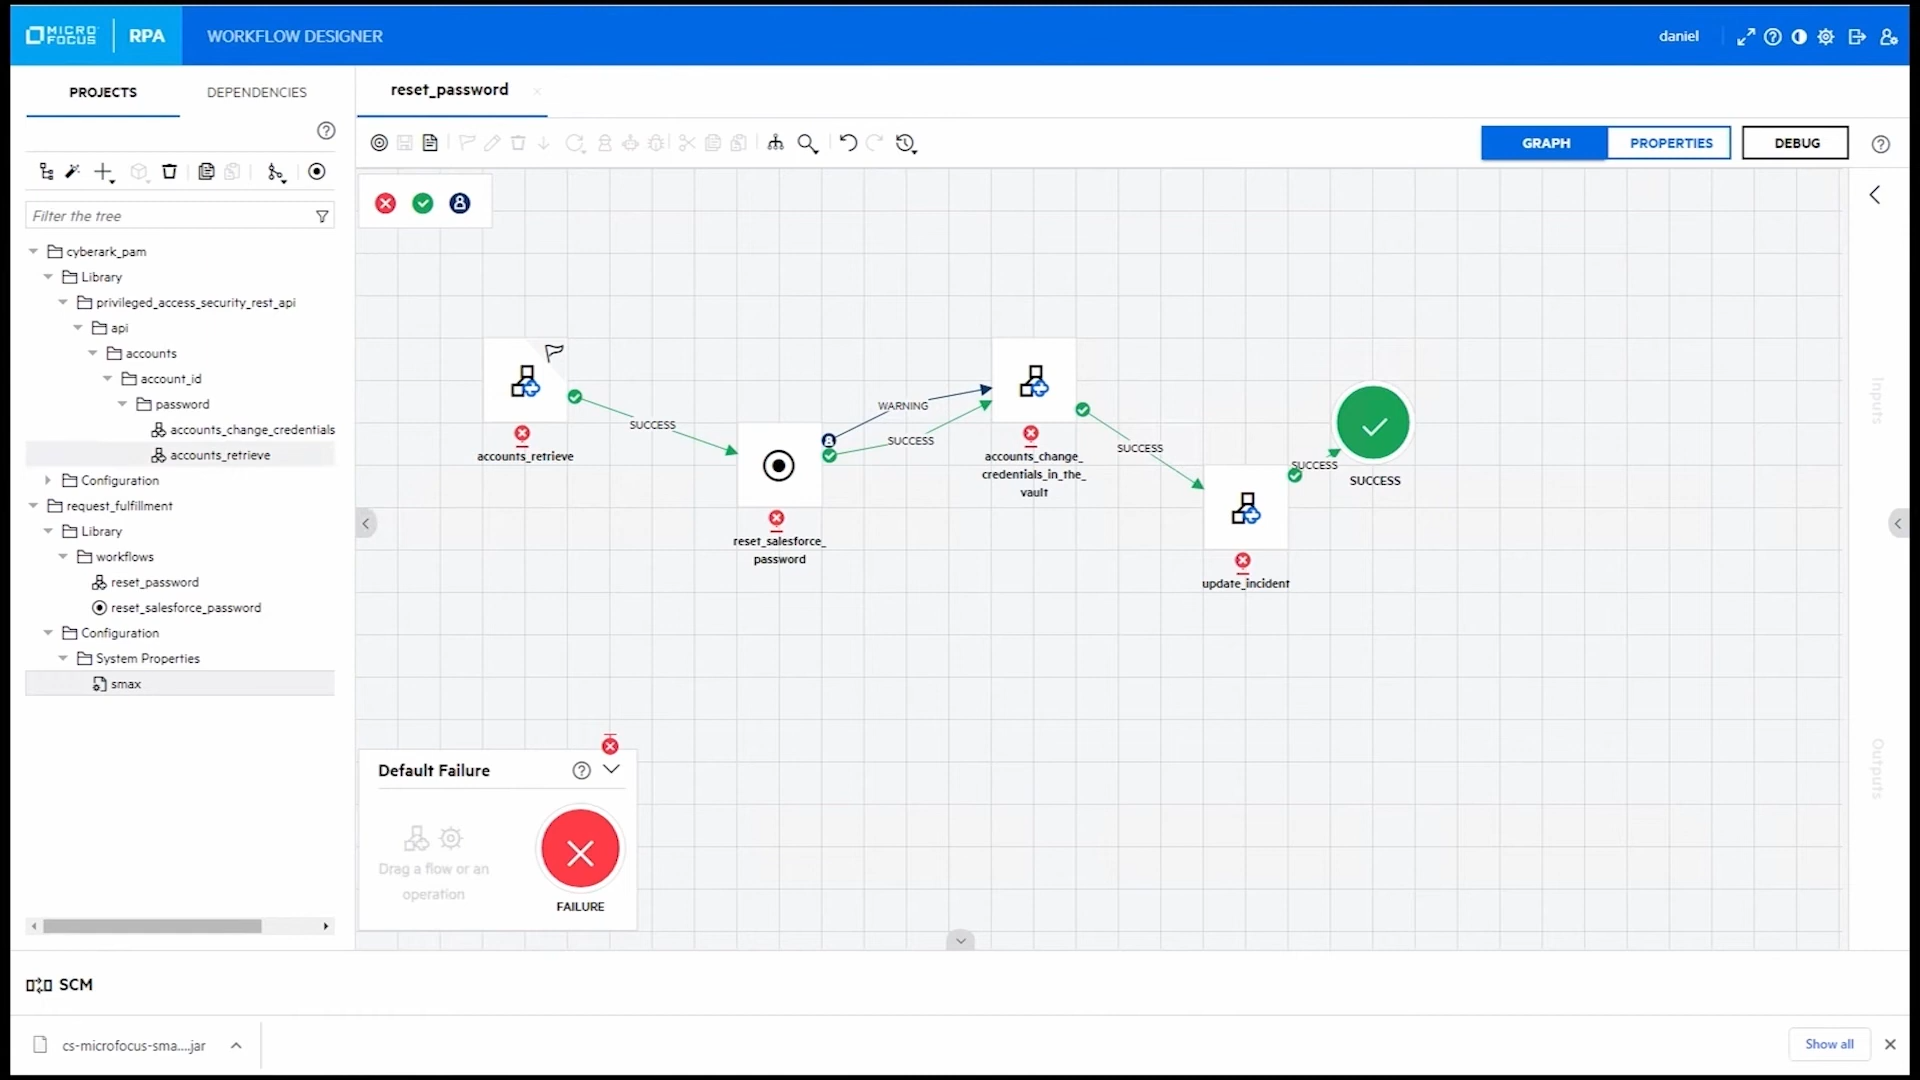 MICRO FOCUS
RPA
WORKFLOW DESIGNER
daniel
PROJECTS
DEPENDENCIES
reset_password
GRAPH
PROPERTIES
DEBUG
Filter the tree
cyberark_pam
Library
privileged_access_security_rest_api
api
accounts
account_id
password
accounts_change_credentials
accounts_retrieve
Configuration
request_fulfillment
Library
workflows
reset_password
reset_salesforce_password
Configuration
System Properties
smax
accounts_retrieve
SUCCESS
reset_salesforce_
password
WARNING
SUCCESS
accounts_change_
credentials_in_the_
vault
SUCCESS
update_incident
SUCCESS
SUCCESS
Inputs
Outputs
Default Failure
Drag a flow or an
operation
FAILURE
SCM
cs-microfocus-sma....jar
Show all